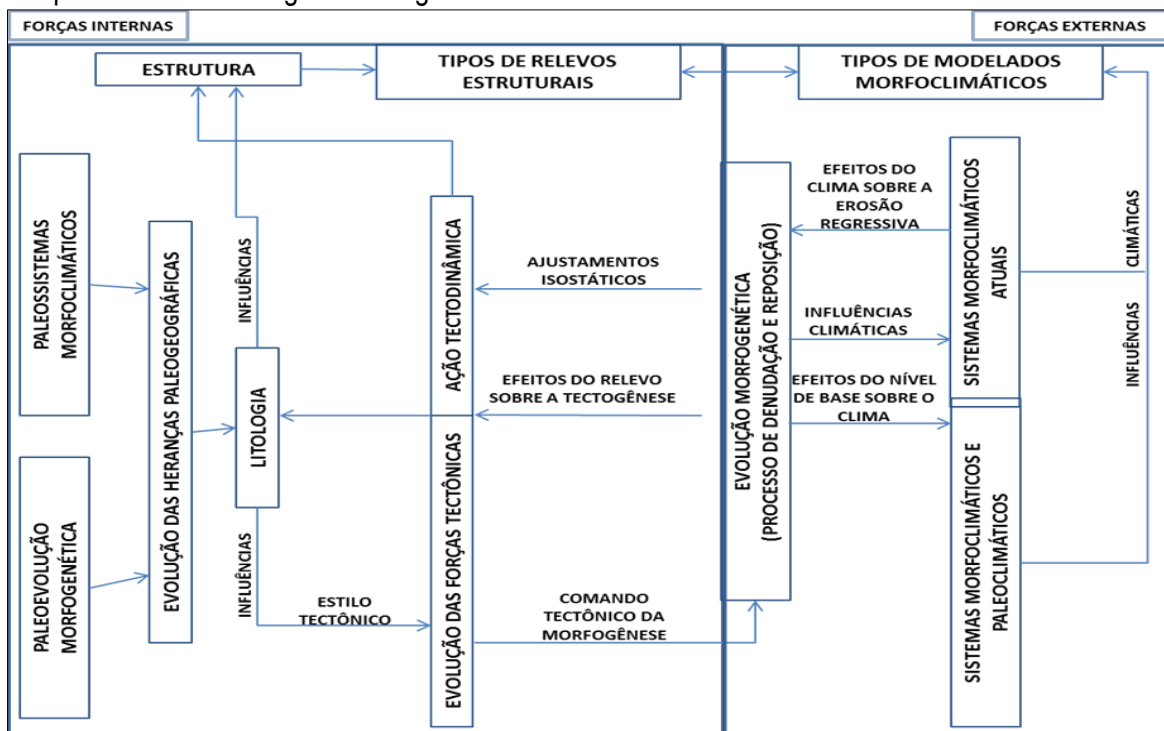 FORÇAS INTERNAS
FORÇAS EXTERNAS
ESTRUTURA
TIPOS DE RELEVOS
ESTRUTURAIS
TIPOS DE MODELADOS
MORFOCLIMÁTICOS
PALEOSSISTEMAS
MORFOCLIMÁTICOS
PALEOEVOLUÇÃO
MORFOGENÉTICA
EVOLUÇÃO DAS HERANÇAS PALEOGEOGRÁFICAS
INFLUÊNCIAS
LITOLOGIA
INFLUÊNCIAS
ESTILO
TECTÔNICO
AÇÃO TECTODINÂMICA
EVOLUÇÃO DAS FORÇAS TECTÔNICAS
AJUSTAMENTOS
ISOSTÁTICOS
EFEITOS DO RELEVO
SOBRE A TECTOGÊNESE
COMANDO
TECTÔNICO DA
MORFOGÊNESE
EVOLUÇÃO MORFOGENÉTICA
(PROCESSO DE DENUDAÇÃO E REPOSIÇÃO)
EFEITOS DO
CLIMA SOBRE A
EROSÃO
REGRESSIVA
INFLUÊNCIAS
CLIMÁTICAS
EFEITOS DO NÍVEL
DE BASE SOBRE O
CLIMA
SISTEMAS MORFOCLIMÁTICOS
ATUAIS
SISTEMAS MORFOCLIMÁTICOS E
PALEOCLIMÁTICOS
INFLUÊNCIAS
CLIMÁTICAS